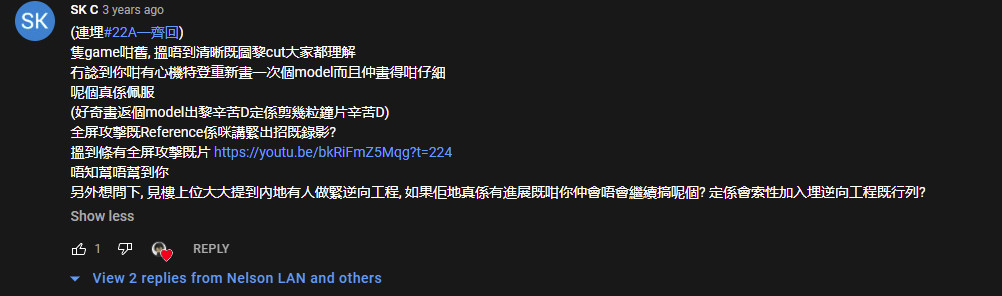 SK
SK C 3 years ago
(連埋#22A一齊回)
隻game咁舊, 搵唔到清晰既圖黎cut大家都理解
冇諗到你咁有心機特登重新畫一次個model而且仲畫得咁仔細
呢個真係佩服
(好奇畫返個model出黎辛苦D定係剪幾粒鐘片辛苦D)
全屏攻擊既Reference係咪講緊出招既錄影?
搵到條有全屏攻擊既片 https://youtu.be/bkRiFmZ5Mqg?t=224
唔知幫唔幫到你
另外想問下, 見樓上位大大提到內地有人做緊逆向工程, 如果佢地真係有進展既咁你仲會唔會繼續搞呢個? 定係會索性加入埋逆向工程既行列?
Show less
1 REPLY
View 2 replies from Nelson LAN and others